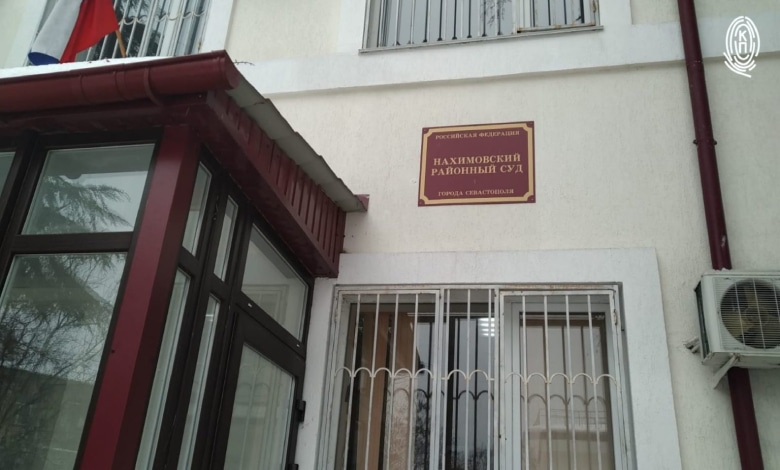 РОССИЙСКАЯ ФЕДЕРАЦИЯ
НАХИМОВСКИЙ
РАЙОННЫЙ СУД
ГОРОДА СЕВАСТОПОЛЯ